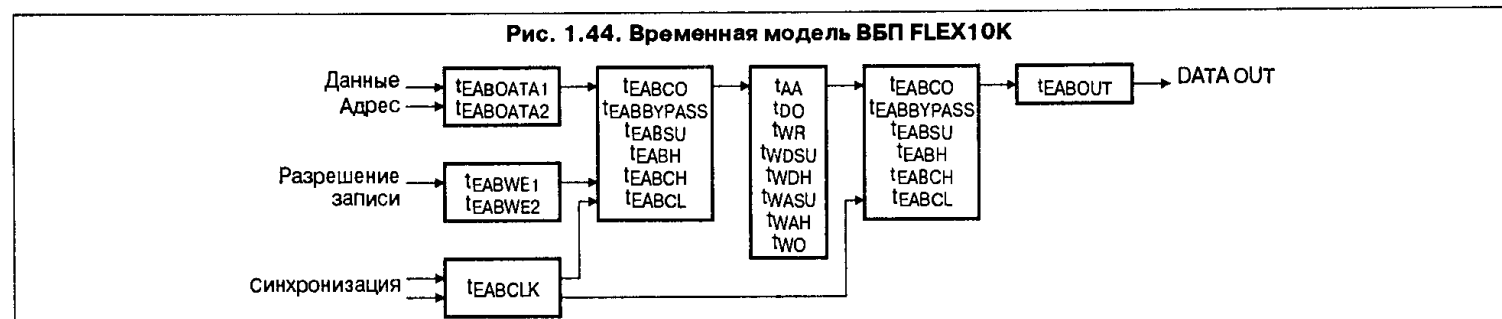 Рис. 1.44. Временная модель ВБП FLEX10K
Данные
Адрес
tEABOATA1
tEABOATA2
Разрешение
записи
tEABWE1
tEABWE2
Синхронизация
tEABCLK
tEABCO
tEABBYPASS
tEABSU
tEABH
tEABCH
tEABCL
tAA
tDO
tWR
tWDSU
tWDH
tWASU
tWAH
tWO
tEABCO
tEABBYPASS
tEABSU
tEABH
tEABCH
tEABCL
tEABOUT
DATA OUT